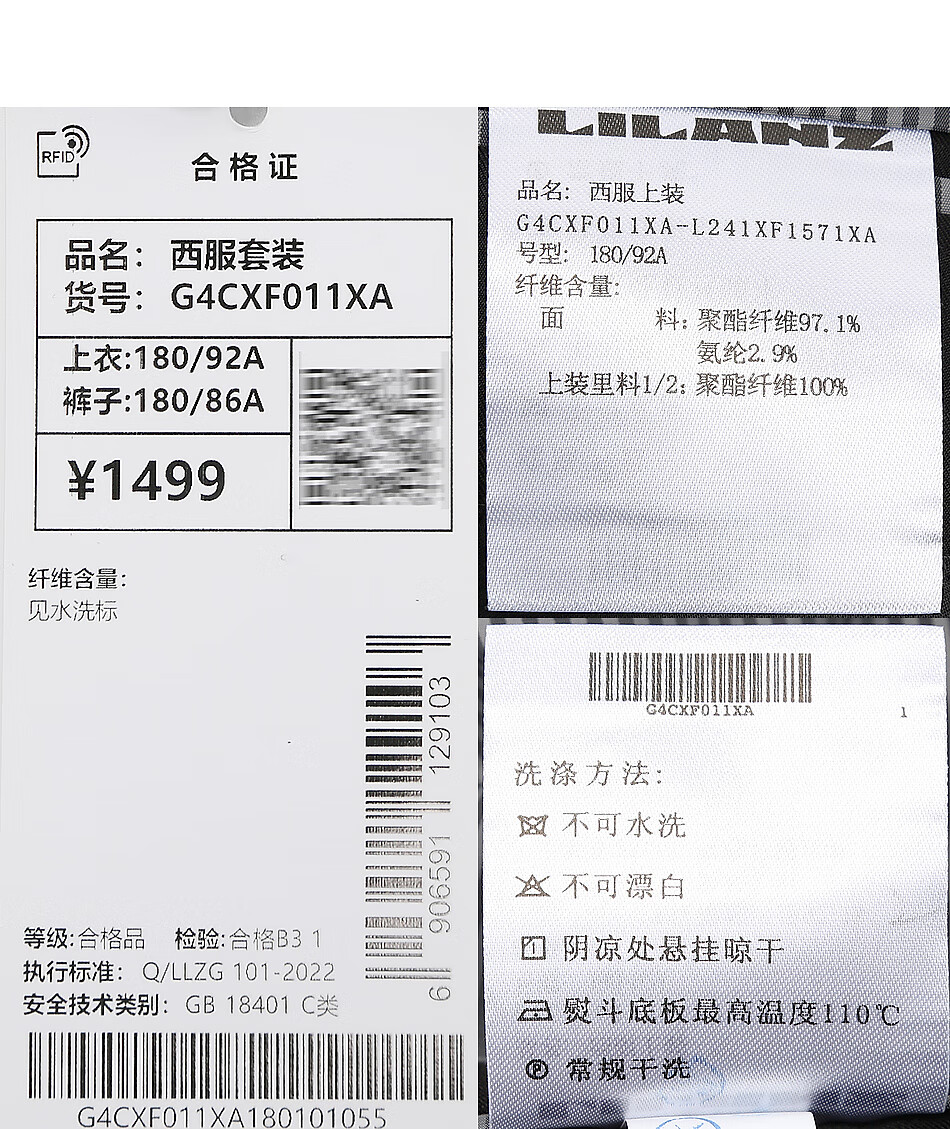 RFID
合格证
品名： 西服套装
货号： G4CXF011XA
上衣:180/92A
裤子:180/86A
¥1499
纤维含量：
见水洗标
6 906591 129103
等级:合格品 检验:合格B3 1
执行标准： Q/LLZG 101-2022
安全技术类别： GB 18401 C类
G4CXF011XA180101055
LILANZ
品名: 西服上装
G4CXF011XA-L241XF1571XA
号型: 180/92A
纤维含量:
面 料: 聚酯纤维97.1%
氨纶2.9%
上装里料1/2: 聚酯纤维100%
G4CXF011XA
1
洗涤方法:
不可水洗
不可漂白
阴凉处悬挂晾干
熨斗底板最高温度110℃
P 常规干洗